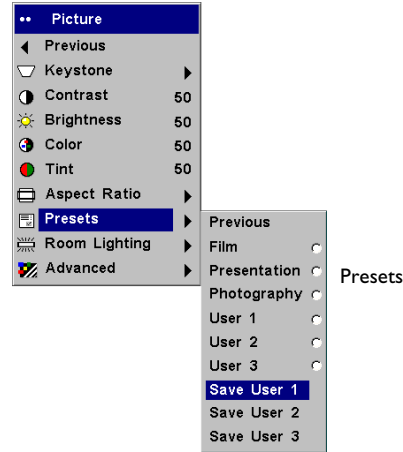 •• Picture
Previous
Keystone
Contrast 50
Brightness 50
Color 50
Tint 50
Aspect Ratio
Presets
Room Lighting
Advanced
Previous
Film
Presentation
Photography
User 1
User 2
User 3
Save User 1
Save User 2
Save User 3
Presets